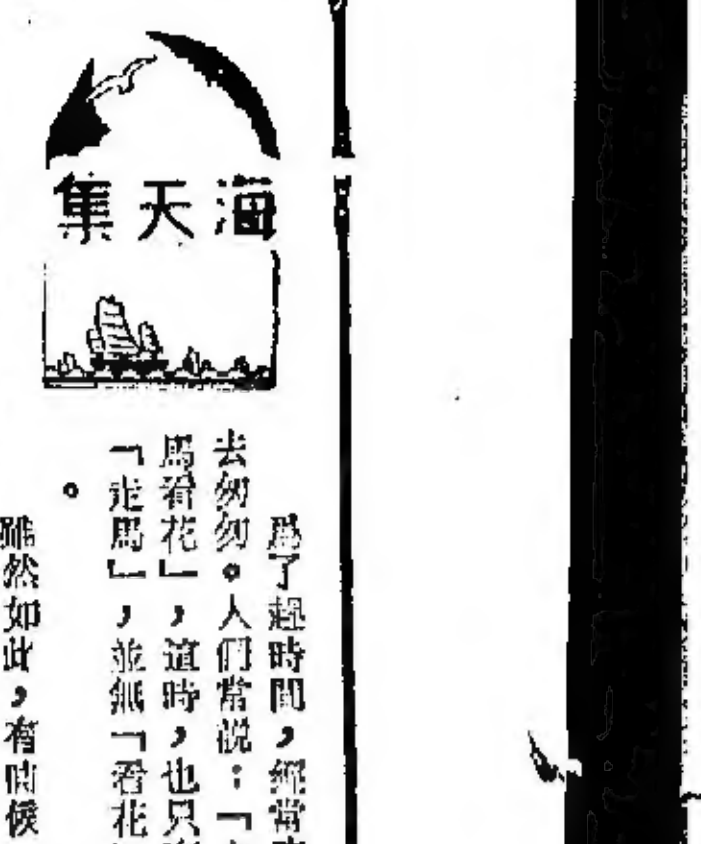 海天集
爲了趕時間，經常
去匆匆。人們常說：「
馬看花」，這時，也只
「走馬」，並無「看花
。
雖然如此，有時候